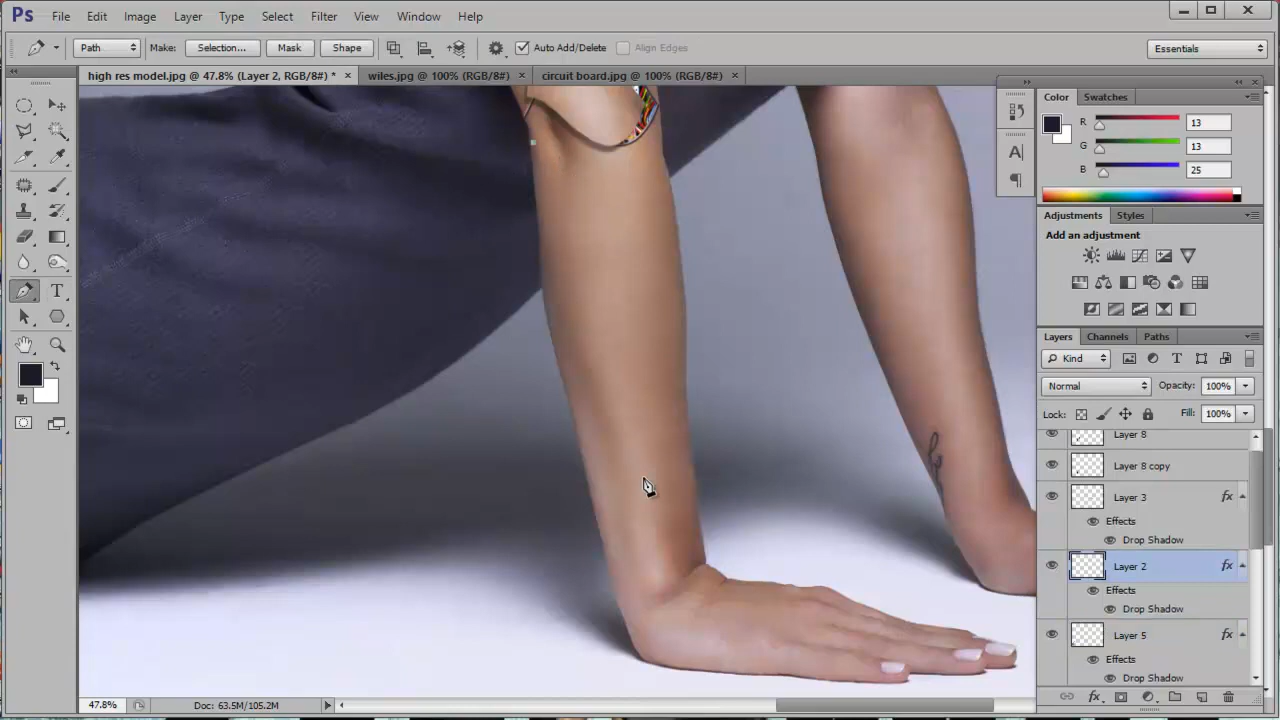 Ps File Edit Image Layer Type Select Filter View Window Help
Path Make: Selection... Mask Shape Auto Add/Delete Align Edges Essentials
high res model.jpg @ 47.8% (Layer 2, RGB/8#) * × wiles.jpg @ 100% (RGB/8#) × circuit board.jpg @ 100% (RGB/8#) ×
Color Swatches
R 13
G 13
B 25
Adjustments Styles
Add an adjustment
Layers Channels Paths
Kind
Normal Opacity: 100%
Lock: Fill: 100%
Layer 8
Layer 8 copy
Layer 3 fx
Effects
Drop Shadow
Layer 2 fx
Effects
Drop Shadow
Layer 5 fx
Effects
Drop Shadow
47.8% Doc: 63.5M/105.2M